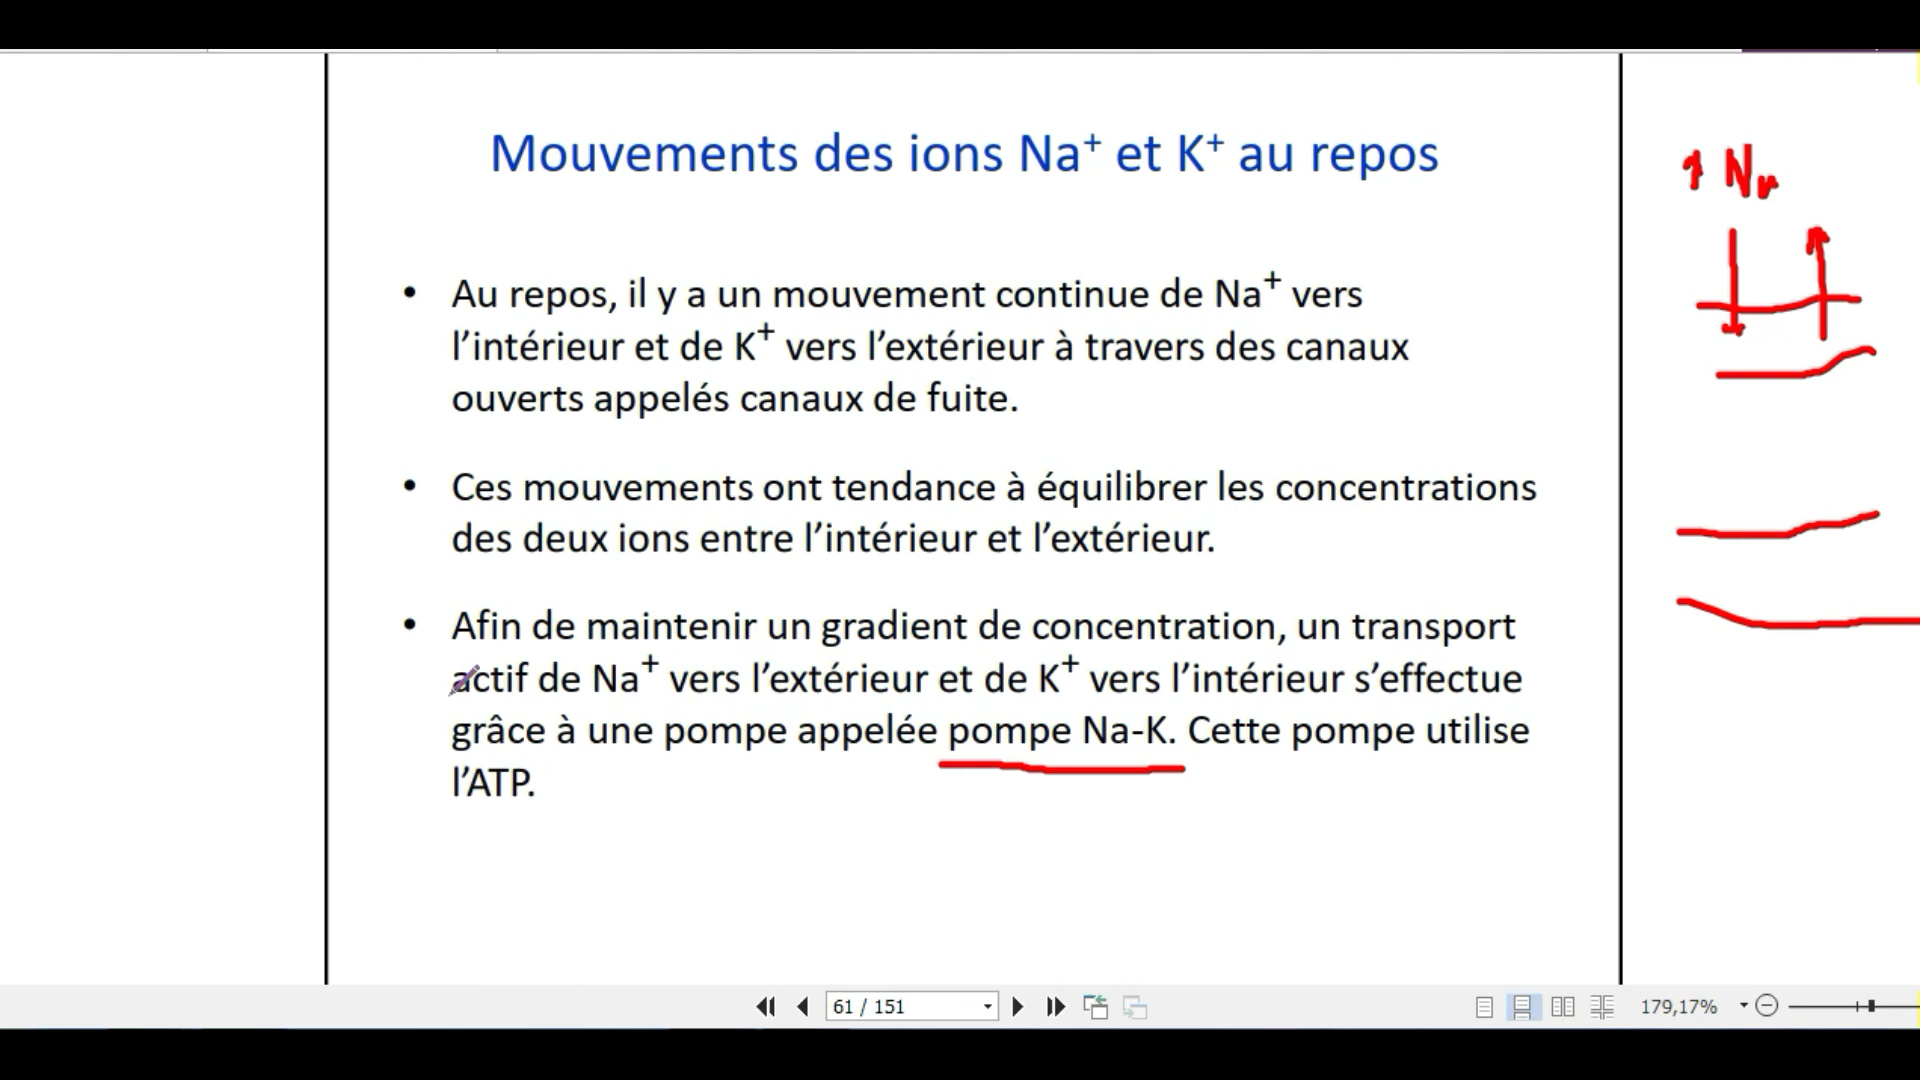 Mouvements des ions Na⁺ et K⁺ au repos
• Au repos, il y a un mouvement continue de Na⁺ vers
l’intérieur et de K⁺ vers l’extérieur à travers des canaux
ouverts appelés canaux de fuite.
• Ces mouvements ont tendance à équilibrer les concentrations
des deux ions entre l’intérieur et l’extérieur.
• Afin de maintenir un gradient de concentration, un transport
actif de Na⁺ vers l’extérieur et de K⁺ vers l’intérieur s’effectue
grâce à une pompe appelée pompe Na-K. Cette pompe utilise
l’ATP.
61 / 151
179,17%